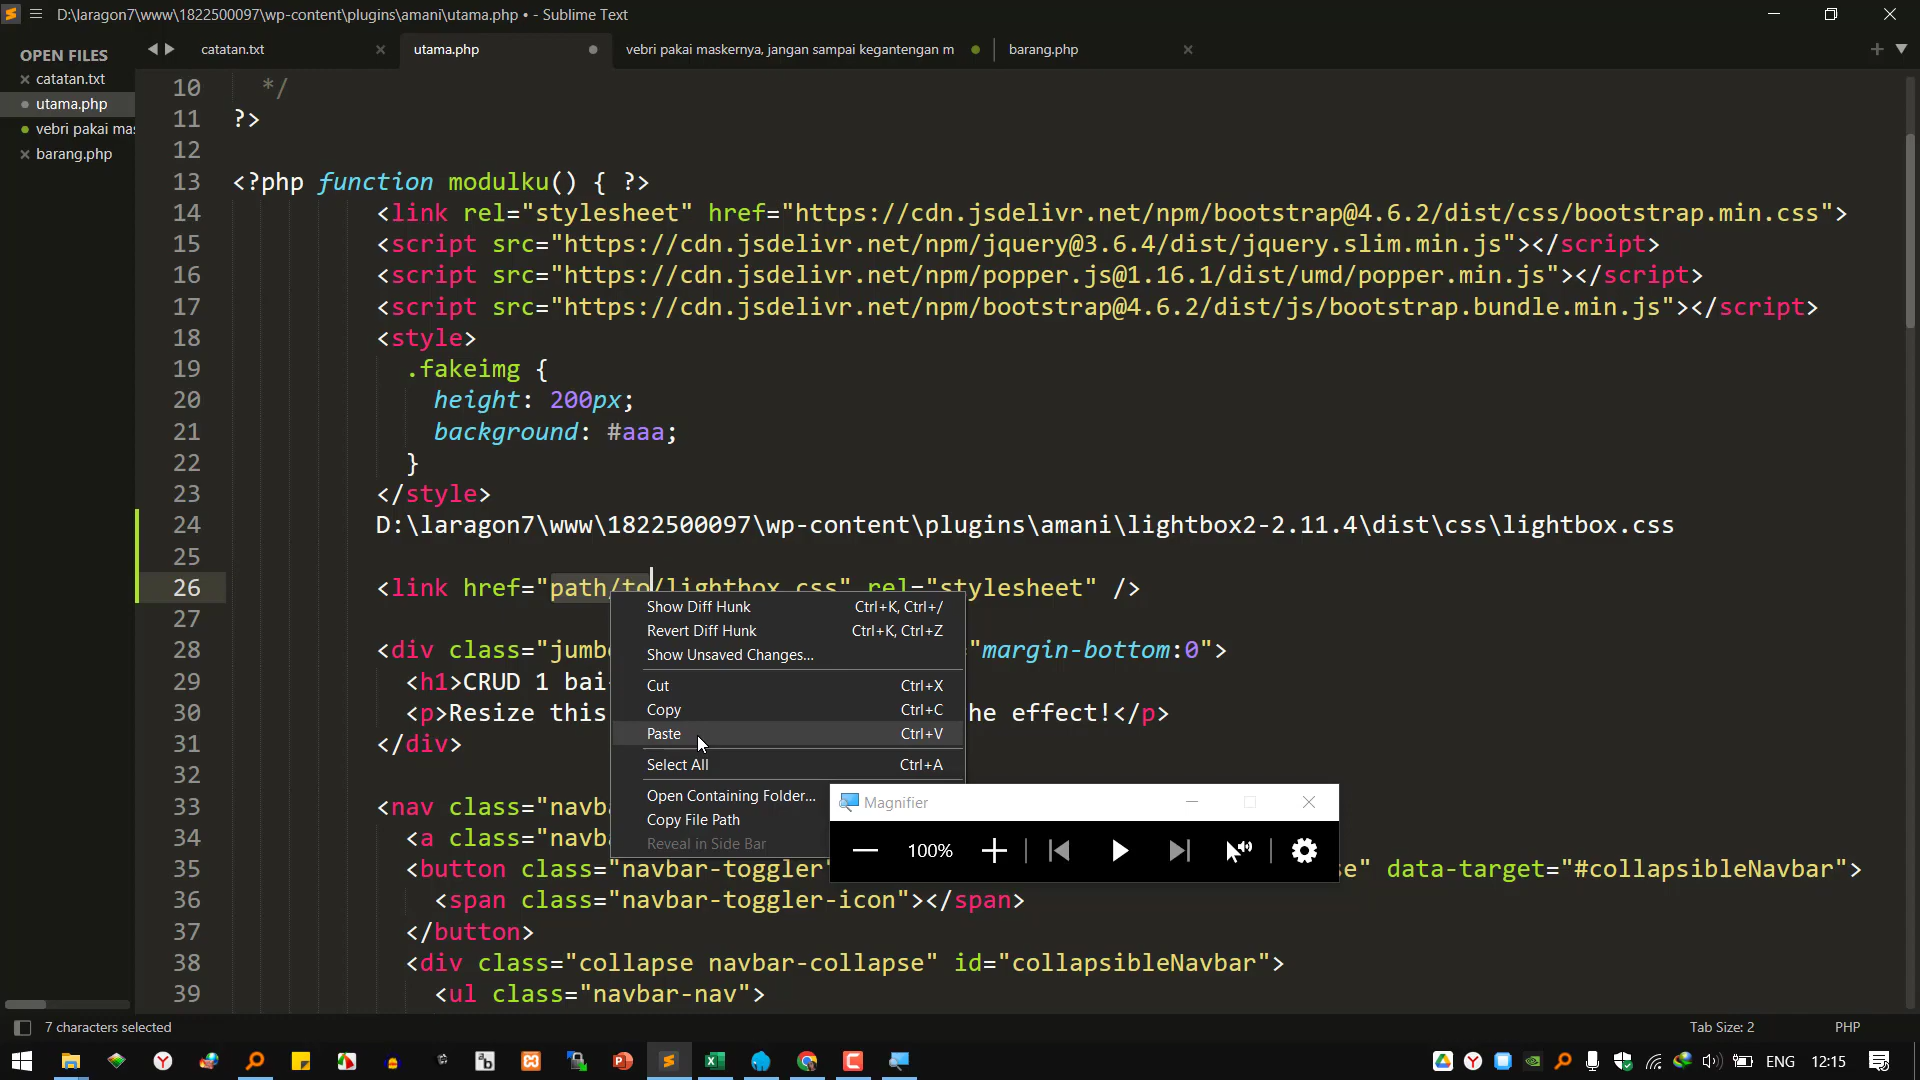 D:\laragon7\www\1822500097\wp-content\plugins\amani\utama.php • - Sublime Text
OPEN FILES
catatan.txt
utama.php
vebri pakai mas
barang.php
catatan.txt
utama.php
vebri pakai maskernya, jangan sampai kegantengan m
barang.php
10 */
11 ?>
12
13 <?php function modulku() { ?>
14 <link rel="stylesheet" href="https://cdn.jsdelivr.net/npm/bootstrap@4.6.2/dist/css/bootstrap.min.css">
15 <script src="https://cdn.jsdelivr.net/npm/jquery@3.6.4/dist/jquery.slim.min.js"></script>
16 <script src="https://cdn.jsdelivr.net/npm/popper.js@1.16.1/dist/umd/popper.min.js"></script>
17 <script src="https://cdn.jsdelivr.net/npm/bootstrap@4.6.2/dist/js/bootstrap.bundle.min.js"></script>
18 <style>
19 .fakeimg {
20 height: 200px;
21 background: #aaa;
22 }
23 </style>
24 D:\laragon7\www\1822500097\wp-content\plugins\amani\lightbox2-2.11.4\dist\css\lightbox.css
25
26 <link href="path/to/lightbox.css" rel="stylesheet" />
27
28 <div class="jumb "margin-bottom:0">
29 <h1>CRUD 1 bai
30 <p>Resize this he effect!</p>
31 </div>
32
33 <nav class="navb
34 <a class="navb
35 <button class="navbar-toggler" e" data-target="#collapsibleNavbar">
36 <span class="navbar-toggler-icon"></span>
37 </button>
38 <div class="collapse navbar-collapse" id="collapsibleNavbar">
39 <ul class="navbar-nav">
Show Diff Hunk Ctrl+K, Ctrl+/
Revert Diff Hunk Ctrl+K, Ctrl+Z
Show Unsaved Changes...
Cut Ctrl+X
Copy Ctrl+C
Paste Ctrl+V
Select All Ctrl+A
Open Containing Folder...
Copy File Path
Reveal in Side Bar
Magnifier
100%
7 characters selected
Tab Size: 2
PHP
ENG
12:15